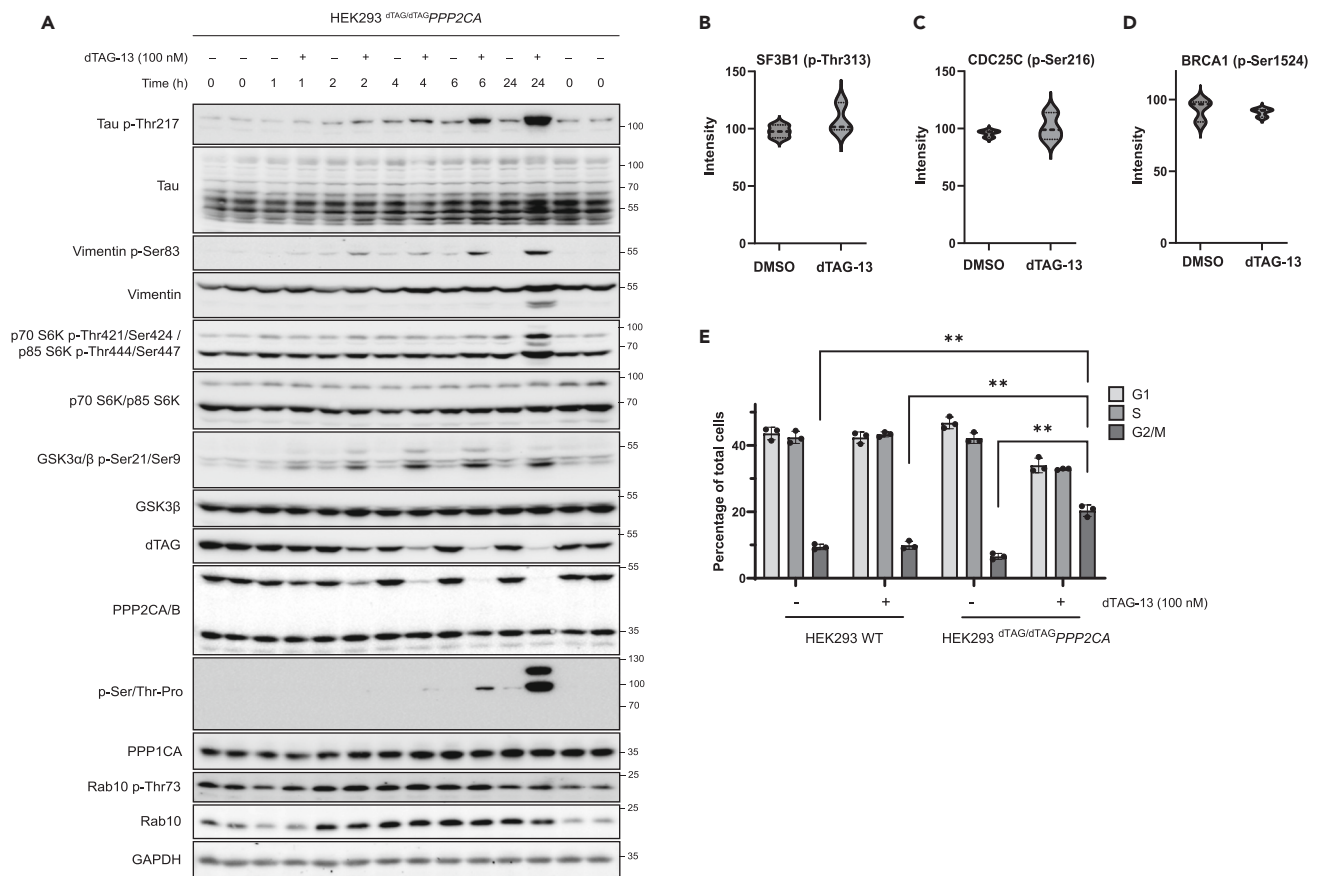 A
HEK293 dTAG/dTAGPPP2CA
dTAG-13 (100 nM) – – – + – + – + – + – + – –
Time (h) 0 0 1 1 2 2 4 4 6 6 24 24 0 0
Tau p-Thr217
100
Tau
100
70
55
Vimentin p-Ser83
55
Vimentin
55
p70 S6K p-Thr421/Ser424 /
p85 S6K p-Thr444/Ser447
100
70
p70 S6K/p85 S6K
100
70
GSK3α/β p-Ser21/Ser9
55
GSK3β
55
dTAG
55
PPP2CA/B
55
35
p-Ser/Thr-Pro
130
100
70
PPP1CA
35
Rab10 p-Thr73
25
Rab10
25
GAPDH
35
B
SF3B1 (p-Thr313)
Intensity
150
100
50
0
DMSO dTAG-13
C
CDC25C (p-Ser216)
Intensity
150
100
50
0
DMSO dTAG-13
D
BRCA1 (p-Ser1524)
Intensity
100
50
0
DMSO dTAG-13
E
**
**
**
G1
S
G2/M
Percentage of total cells
40
20
0
- + - + dTAG-13 (100 nM)
HEK293 WT HEK293 dTAG/dTAGPPP2CA